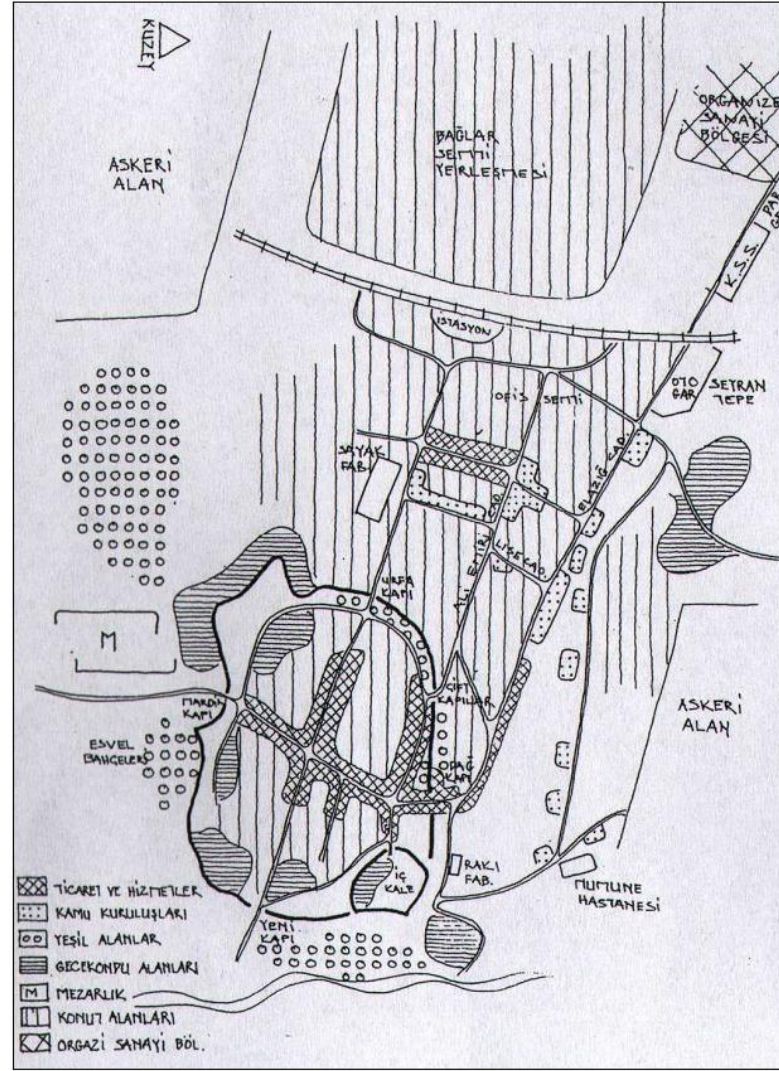 KUZEY
ASKERİ
ALAN
BAĞLAR
SEMTİ
YERLEŞMESİ
ORGANİZE
SANAYİ
BÖLGESİ
K.S.S.
İSTASYON
OTO
GAR
SEYRAN
TEPE
OFİS SEMTİ
SAYAK
FAB.
ELAZIĞ CAD.
LİSE CAD.
ALİ EMİRİ CAD.
URFA
KAPI
M
MARDİN
KAPI
ÇİFT
KAPILAR
ASKERİ
ALAN
ESVEL
BAHÇELERİ
DAĞ
KAPI
İÇ
KALE
RAKI
FAB.
NUMUNE
HASTANESİ
YENİ
KAPI
TİCARET VE HİZMETLER
KAMU KURULUŞLARI
YEŞİL ALANLAR
GECEKONDU ALANLARI
M MEZARLIK
KONUT ALANLARI
ORGAZİ SANAYİ BÖL.